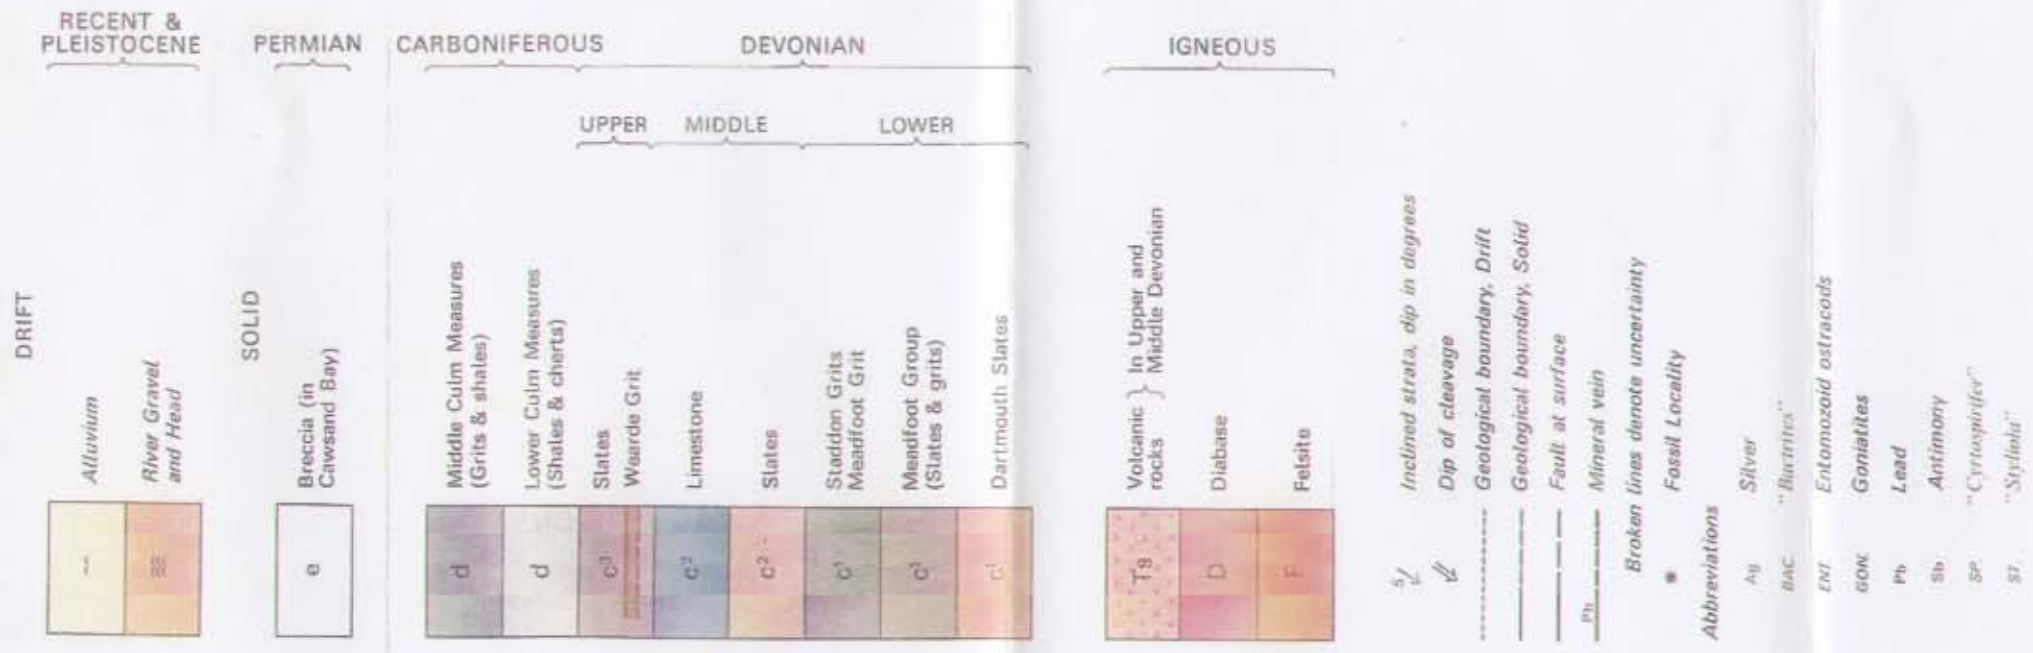 RECENT &
PLEISTOCENE
PERMIAN
CARBONIFEROUS
DEVONIAN
IGNEOUS
UPPER
MIDDLE
LOWER
DRIFT
Alluvium
River Gravel
and Head
SOLID
e
Breccia (in
Cawsand Bay)
d
Middle Culm Measures
(Grits & shales)
d
Lower Culm Measures
(Shales & cherts)
c³
Slates
Wearde Grit
c²
Limestone
c²
Slates
c¹
Staddon Grits
Meadfoot Grit
c¹
Meadfoot Group
(Slates & grits)
c¹
Dartmouth Slates
Ts
Volcanic } In Upper and
rocks } Middle Devonian
D
Diabase
F
Felsite
5
Inclined strata, dip in degrees
Dip of cleavage
Geological boundary, Drift
Geological boundary, Solid
Fault at surface
Pb
Mineral vein
Broken lines denote uncertainty
Fossil Locality
Abbreviations
Ag Silver
BAC. "Bactrites"
ENT. Entomozoid ostracods
GON. Goniatites
Pb Lead
Sb Antimony
SP. "Cyrtospirifer"
ST. "Styliola"